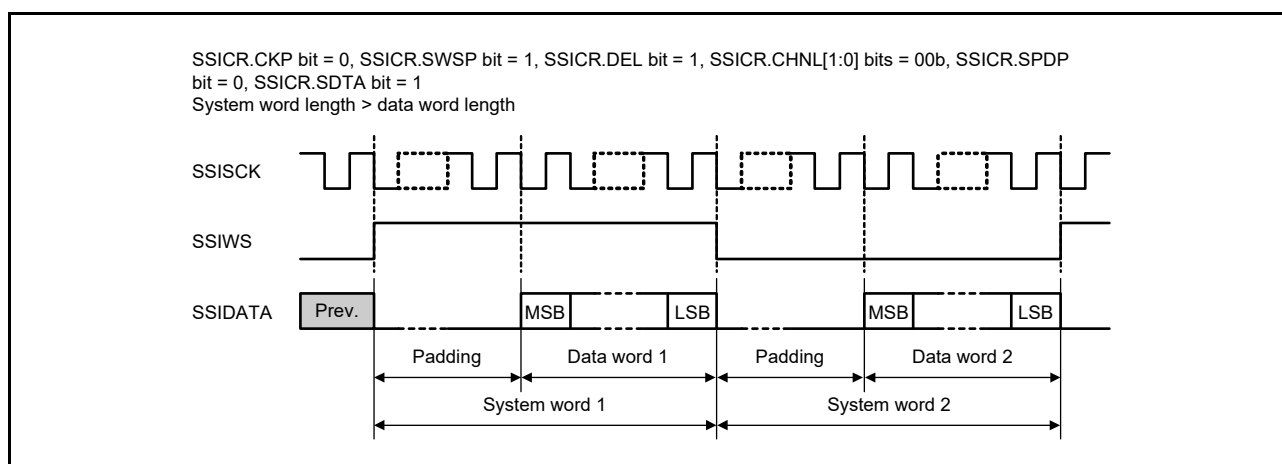 SSICR.CKP bit = 0, SSICR.SWSP bit = 1, SSICR.DEL bit = 1, SSICR.CHNL[1:0] bits = 00b, SSICR.SPDP
bit = 0, SSICR.SDTA bit = 1
System word length > data word length
SSISCK
SSIWS
SSIDATA Prev. MSB LSB MSB LSB
Padding Data word 1 Padding Data word 2
System word 1 System word 2